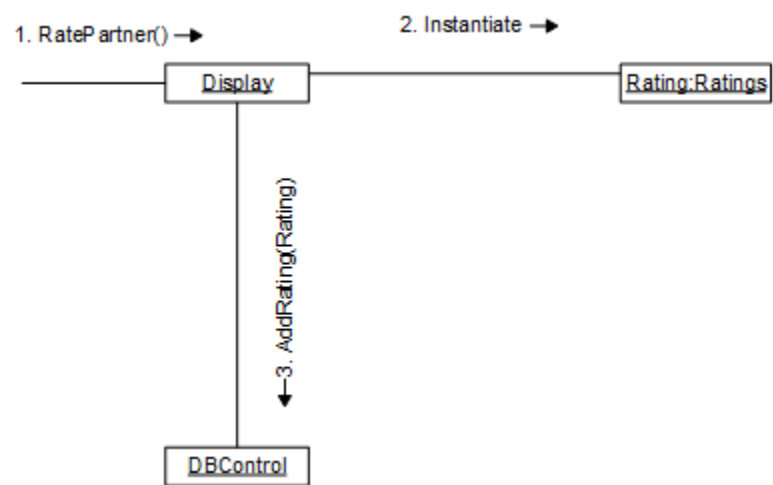 1. RatePartner()
2. Instantiate
Display
Rating:Ratings
3. AddRating(Rating)
DBControl